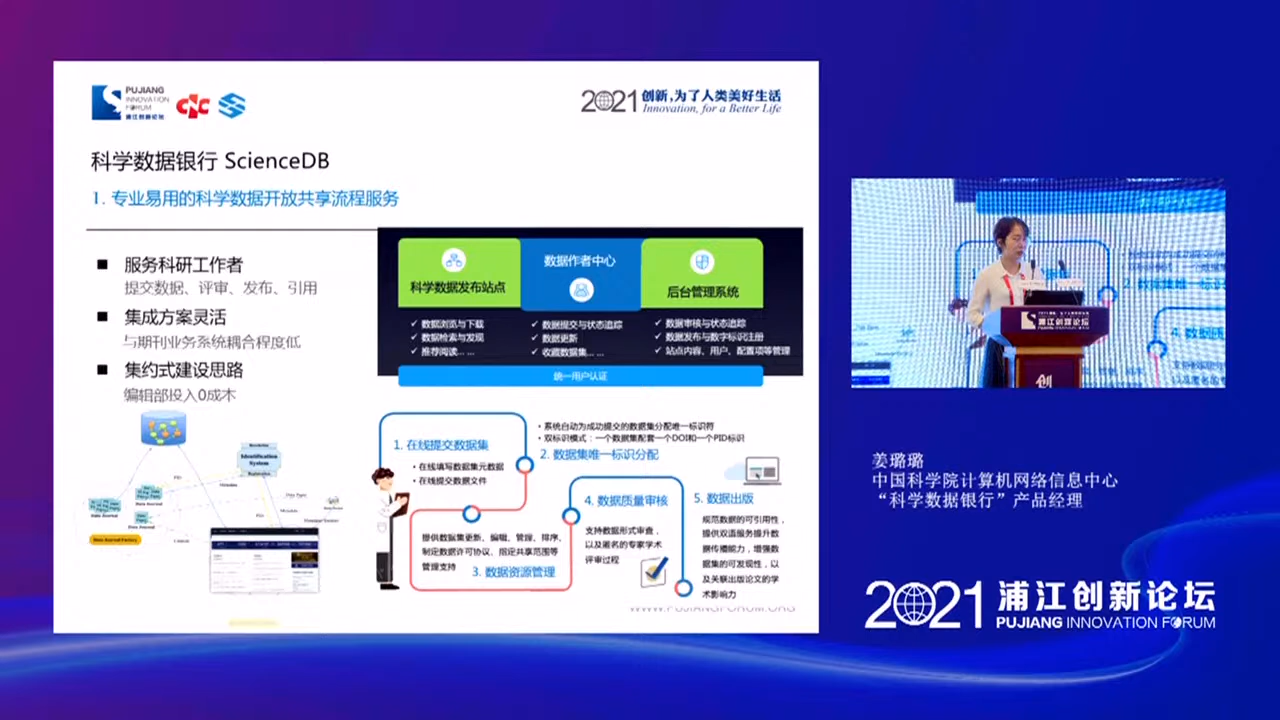 PUJIANG
INNOVATION
FORUM
浦江创新论坛
2021 创新,为了人类美好生活
Innovation, for a Better Life
科学数据银行 ScienceDB
1. 专业易用的科学数据开放共享流程服务
服务科研工作者
提交数据、评审、发布、引用
集成方案灵活
与期刊业务系统耦合程度低
集约式建设思路
编辑部投入0成本
科学数据发布站点
数据作者中心
后台管理系统
✓ 数据浏览与下载
✓ 数据检索与发现
✓ 推荐阅读... ...
✓ 数据提交与状态追踪
✓ 数据更新
✓ 收藏数据集... ...
✓ 数据审核与状态追踪
✓ 数据发布与数字标识注册
✓ 站点内容、用户、配置项等管理
统一用户认证
1. 在线提交数据集
• 在线填写数据集元数据
• 在线提交数据文件
• 系统自动为成功提交的数据集分配唯一标识符
• 双标识模式：一个数据集配套一个DOI和一个PID标识
2. 数据集唯一标识分配
提供数据集更新、编辑、管理、排序、
制定数据许可协议、指定共享范围等
管理支持
3. 数据资源管理
4. 数据质量审核
支持数据形式审查，
以及匿名的专家学术
评审过程
5. 数据出版
规范数据的可引用性，
提供双语服务提升数
据传播能力，增强数
据集的可发现性，以
及关联出版论文的学
术影响力
WWW.PUJIANGFORUM.ORG
Identification
System
浦江创新论坛
创
姜璐璐
中国科学院计算机网络信息中心
“科学数据银行”产品经理
2021 浦江创新论坛
PUJIANG INNOVATION FORUM